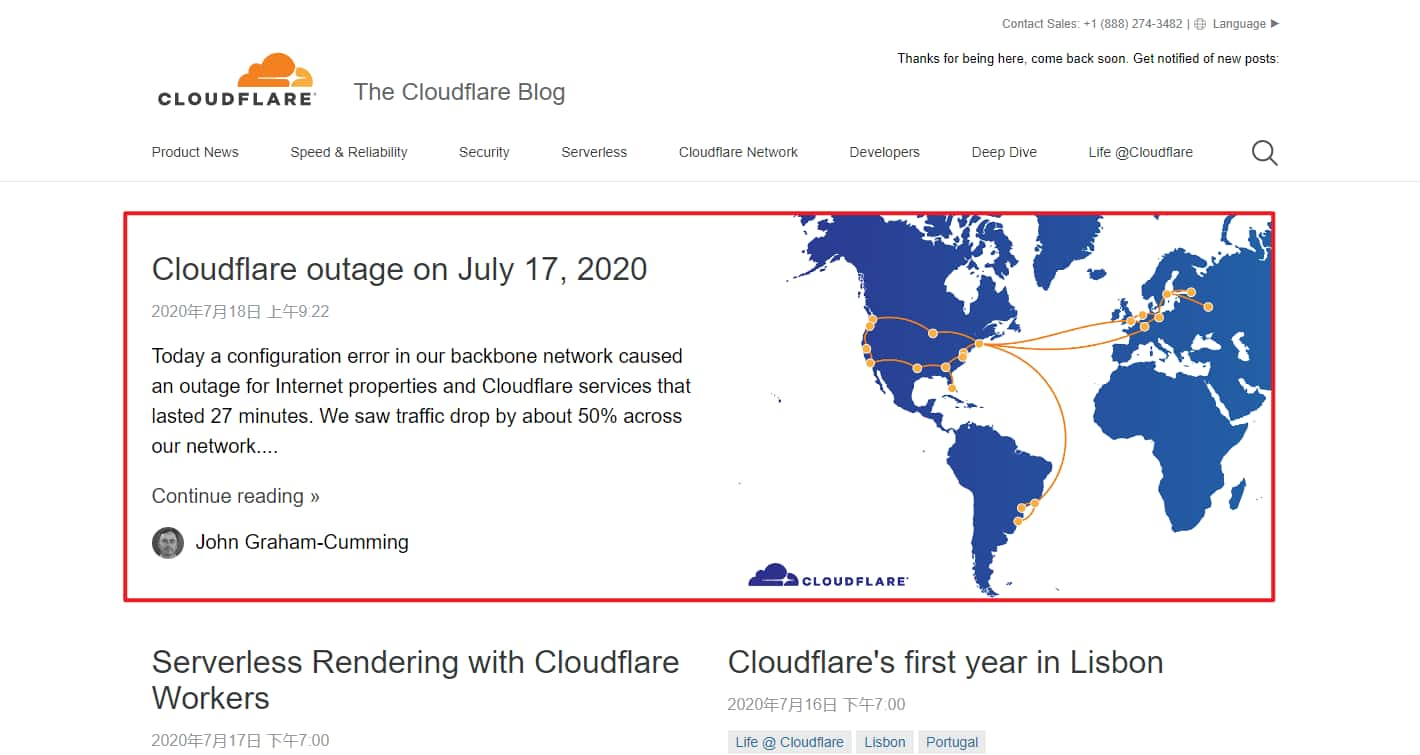 Contact Sales: +1 (888) 274-3482 | Language ▶
Thanks for being here, come back soon. Get notified of new posts:
CLOUDFLARE
The Cloudflare Blog
Product News
Speed & Reliability
Security
Serverless
Cloudflare Network
Developers
Deep Dive
Life @Cloudflare
Cloudflare outage on July 17, 2020
2020年7月18日 上午9:22
Today a configuration error in our backbone network caused
an outage for Internet properties and Cloudflare services that
lasted 27 minutes. We saw traffic drop by about 50% across
our network....
Continue reading »
John Graham-Cumming
CLOUDFLARE
Serverless Rendering with Cloudflare
Workers
2020年7月17日 下午7:00
Cloudflare's first year in Lisbon
2020年7月16日 下午7:00
Life @ Cloudflare
Lisbon
Portugal